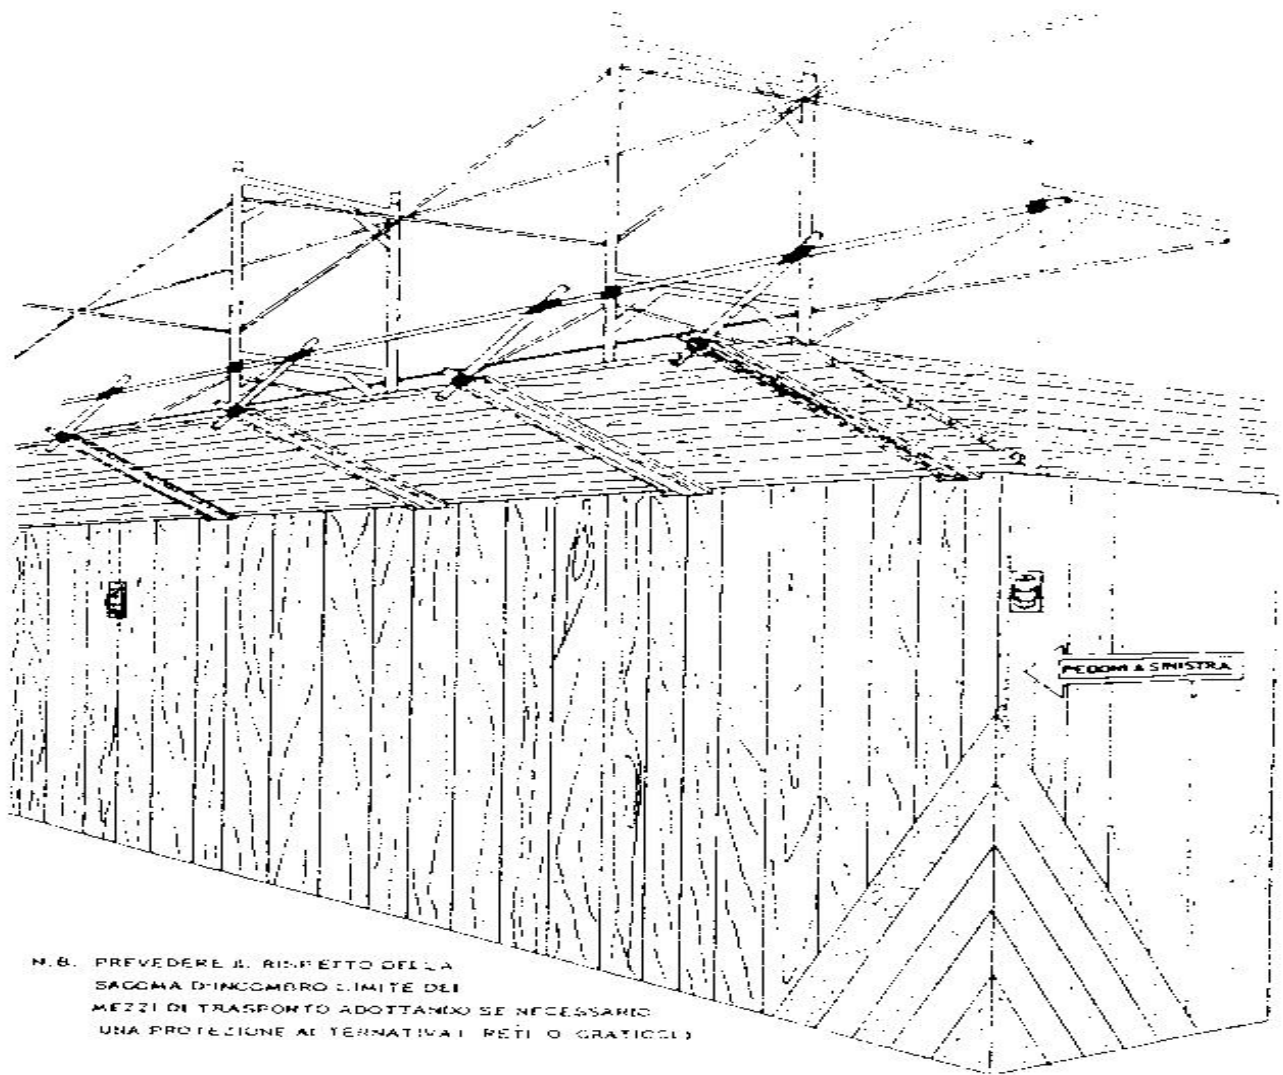 PEDONI A SINISTRA
N.B. PREVEDERE IL RISPETTO DELLA
SAGOMA D'INCOMBRO LIMITE DEI
MEZZI DI TRASPORTO ADOTTANDO SE NECESSARIO
UNA PROTEZIONE ALTERNATIVA ( RETI O GRATICCI )